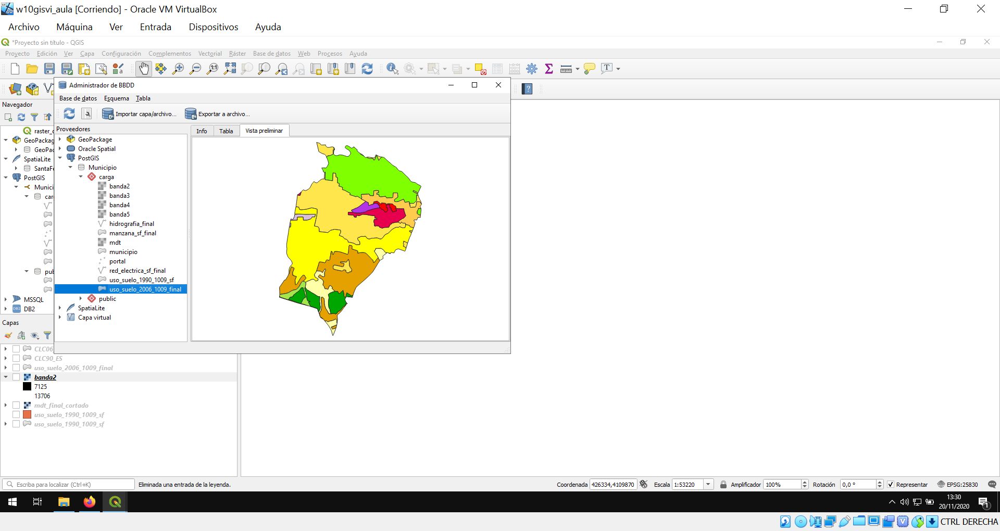 w10gisvi_aula [Corriendo] - Oracle VM VirtualBox
Archivo Máquina Ver Entrada Dispositivos Ayuda
*Proyecto sin título - QGIS
Proyecto Edición Ver Capa Configuración Complementos Vectorial Ráster Base de datos Web Procesos Ayuda
Administrador de BBDD
Base de datos Esquema Tabla
Importar capa/archivo... Exportar a archivo...
Navegador
Proveedores
Info Tabla Vista preliminar
raster_
GeoPackag
GeoPac
SpatiaLite
SantaFe
PostGIS
Munici
car
pub
MSSQL
DB2
GeoPackage
Oracle Spatial
PostGIS
Municipio
carga
banda2
banda3
banda4
banda5
hidrografia_final
manzana_sf_final
mdt
municipio
portal
red_electrica_sf_final
uso_suelo_1990_1009_sf
uso_suelo_2006_1009_final
public
SpatiaLite
Capa virtual
Capas
CLC06_
CLC90_ES
uso_suelo_2006_1009_final
banda2
7125
13706
mdt_final_cortado
uso_suelo_1990_1009_sf
uso_suelo_1990_1009_sf
Escriba para localizar (Ctrl+K) Eliminada una entrada de la leyenda. Coordenada 426334,4109870 Escala 1:53220 Amplificador 100% Rotación 0,0 ° Representar EPSG:25830
13:30
20/11/2020
1
CTRL DERECHA